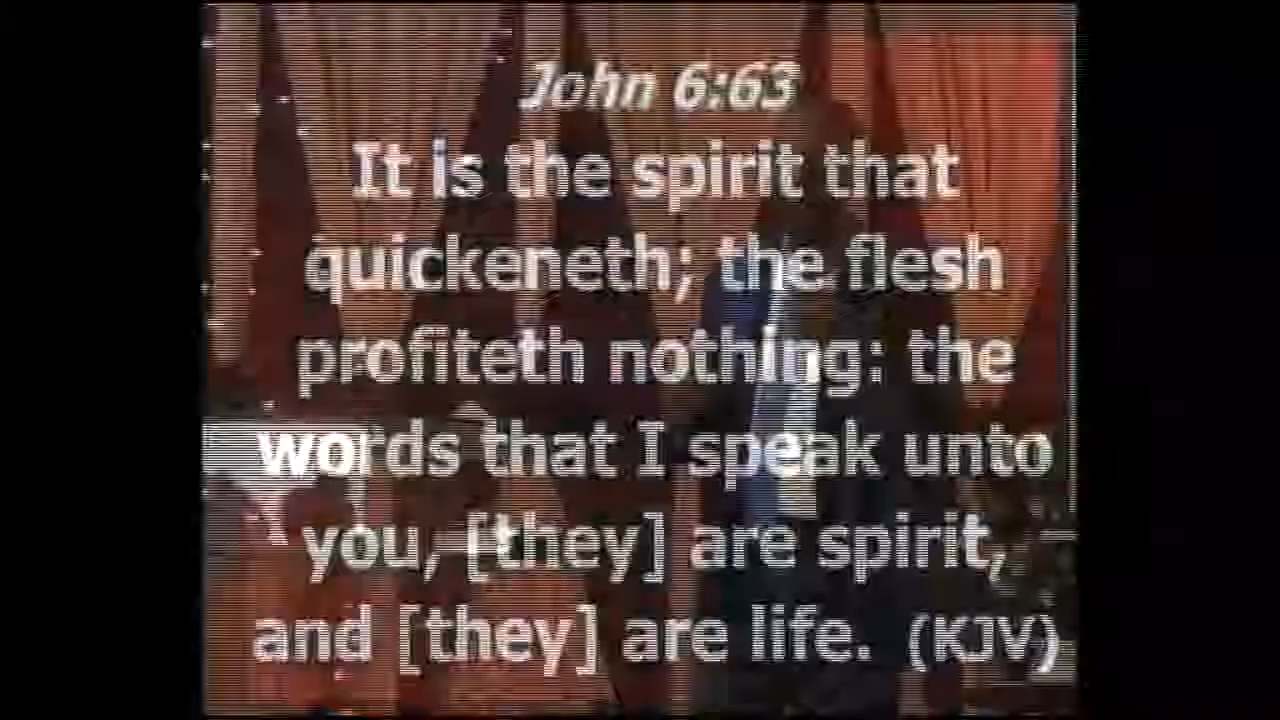 John 6:63
It is the spirit that
quickeneth; the flesh
profiteth nothing: the
words that I speak unto
you, [they] are spirit,
and [they] are life. (KJV)